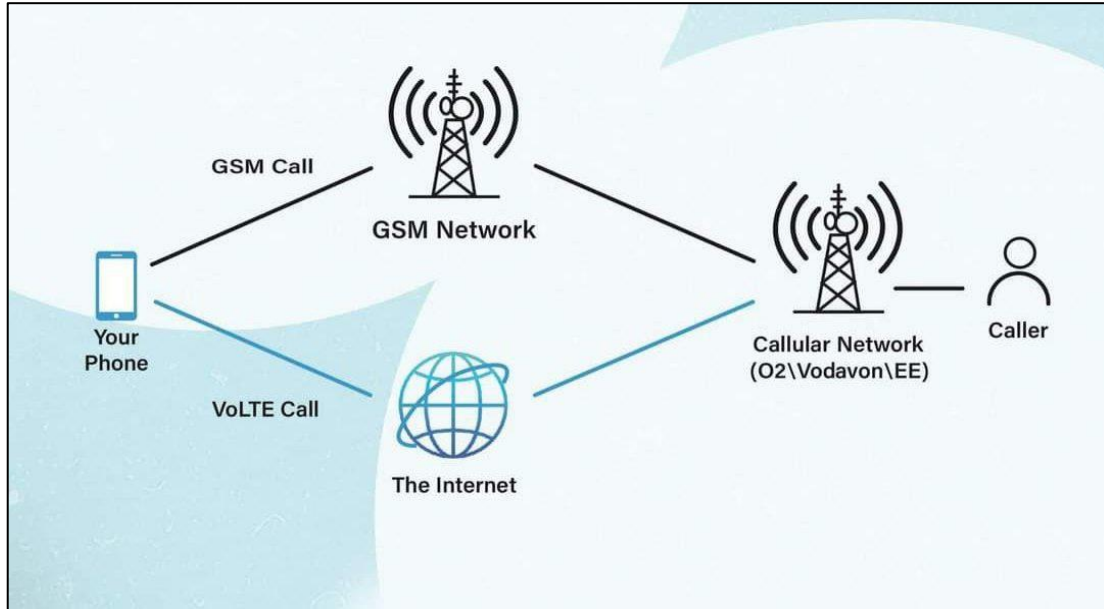 GSM Call
GSM Network
Your
Phone
Callular Network
(O2\Vodavon\EE)
Caller
VoLTE Call
The Internet